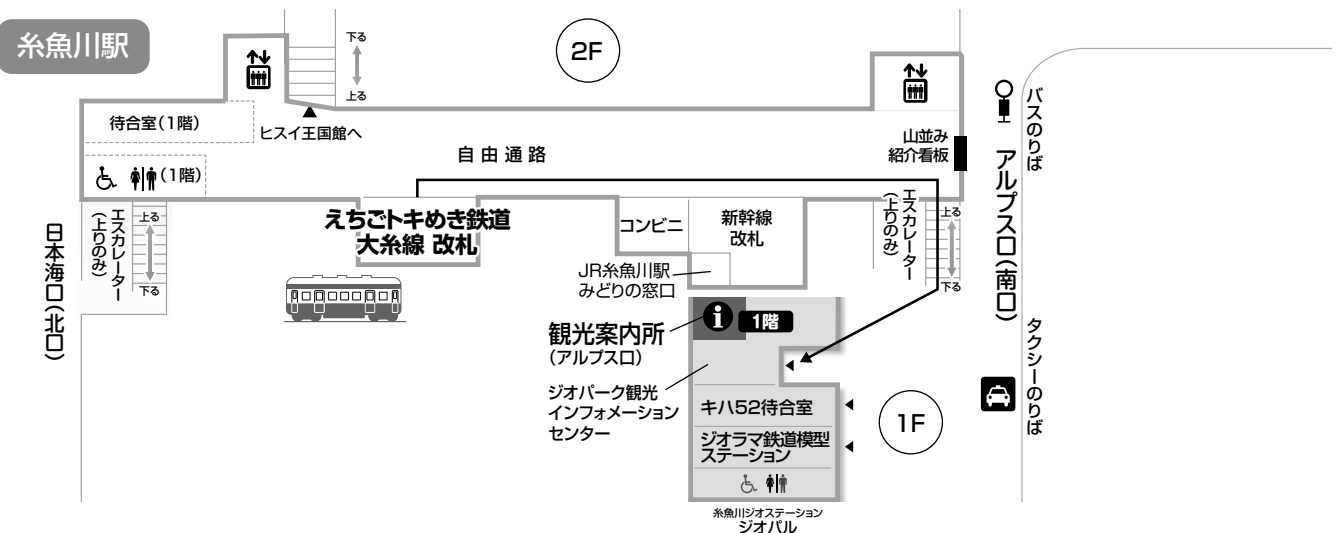 糸魚川駅
2F
下る
上る
待合室(1階)
ヒスイ王国館へ
自由通路
山並み
紹介看板
バスのりば
アルプス口(南口)
(1階)
日本海口(北口)
エスカレーター
(上りのみ)
上る
下る
えちごトキめき鉄道
大糸線 改札
コンビニ
新幹線
改札
エスカレーター
(上りのみ)
上る
下る
JR糸魚川駅
みどりの窓口
i
1階
観光案内所
(アルプス口)
ジオパーク観光
インフォメーション
センター
キハ52待合室
ジオラマ鉄道模型
ステーション
1F
タクシーのりば
糸魚川ジオステーション
ジオパル